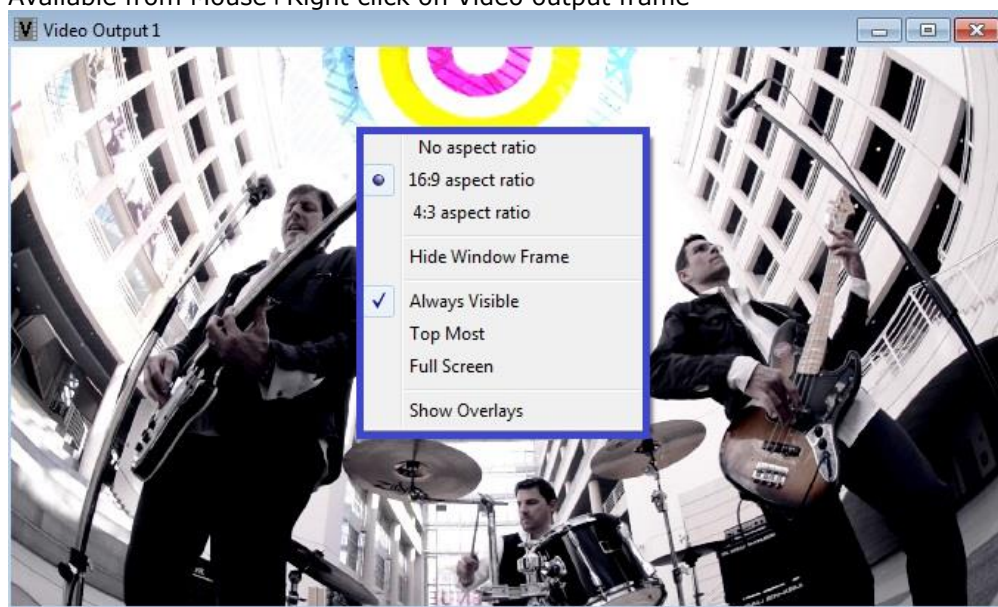 Available from Mouse+Right click on video output frame
Video Output 1
No aspect ratio
16:9 aspect ratio
4:3 aspect ratio
Hide Window Frame
Always Visible
Top Most
Full Screen
Show Overlays